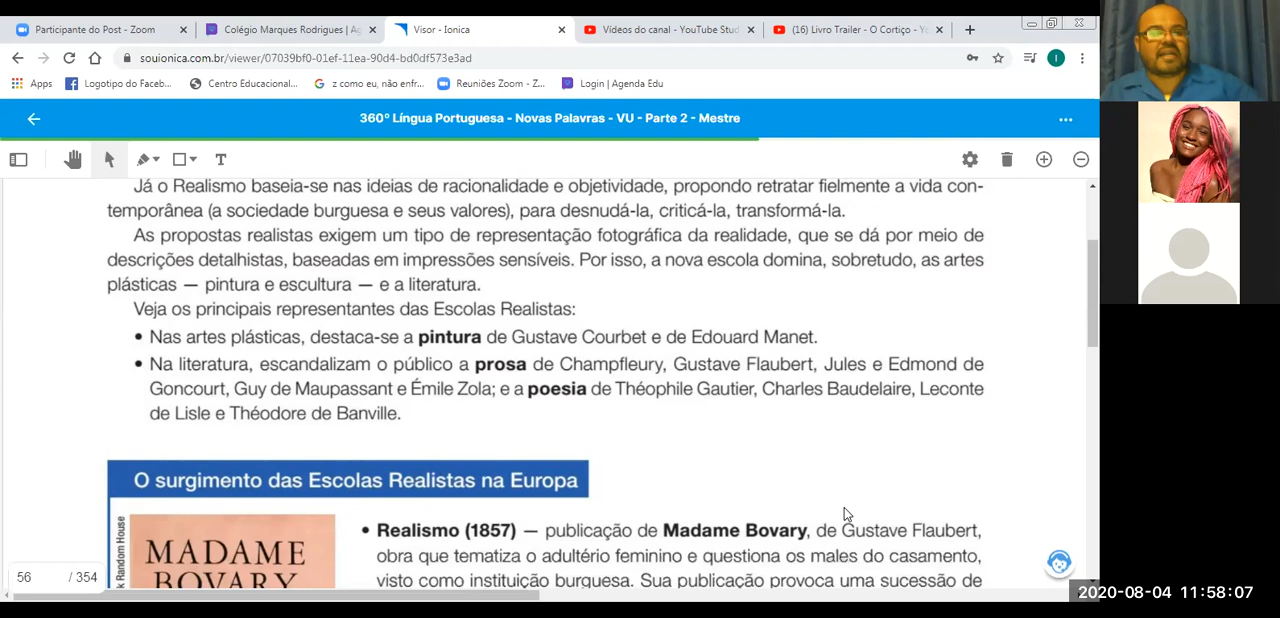 Participante do Post - Zoom
Colégio Marques Rodrigues | Ag
Visor - Ionica
Vídeos do canal - YouTube Stud
(16) Livro Trailer - O Cortiço - Y
souionica.com.br/viewer/07039bf0-01ef-11ea-90d4-bd0df573e3ad
I
Apps
Logotipo do Faceb...
Centro Educacional...
z como eu, não enfr...
Reuniões Zoom - Z...
Login | Agenda Edu
360º Língua Portuguesa - Novas Palavras - VU - Parte 2 - Mestre
T
Já o Realismo baseia-se nas ideias de racionalidade e objetividade, propondo retratar fielmente a vida con-
temporânea (a sociedade burguesa e seus valores), para desnudá-la, criticá-la, transformá-la.
As propostas realistas exigem um tipo de representação fotográfica da realidade, que se dá por meio de
descrições detalhistas, baseadas em impressões sensíveis. Por isso, a nova escola domina, sobretudo, as artes
plásticas — pintura e escultura — e a literatura.
Veja os principais representantes das Escolas Realistas:
• Nas artes plásticas, destaca-se a pintura de Gustave Courbet e de Edouard Manet.
• Na literatura, escandalizam o público a prosa de Champfleury, Gustave Flaubert, Jules e Edmond de
Goncourt, Guy de Maupassant e Émile Zola; e a poesia de Théophile Gautier, Charles Baudelaire, Leconte
de Lisle e Théodore de Banville.
O surgimento das Escolas Realistas na Europa
k Random House
MADAME
BOVARY
• Realismo (1857) — publicação de Madame Bovary, de Gustave Flaubert,
obra que tematiza o adultério feminino e questiona os males do casamento,
visto como instituição burguesa. Sua publicação provoca uma sucessão de
56 / 354
2020-08-04 11:58:07